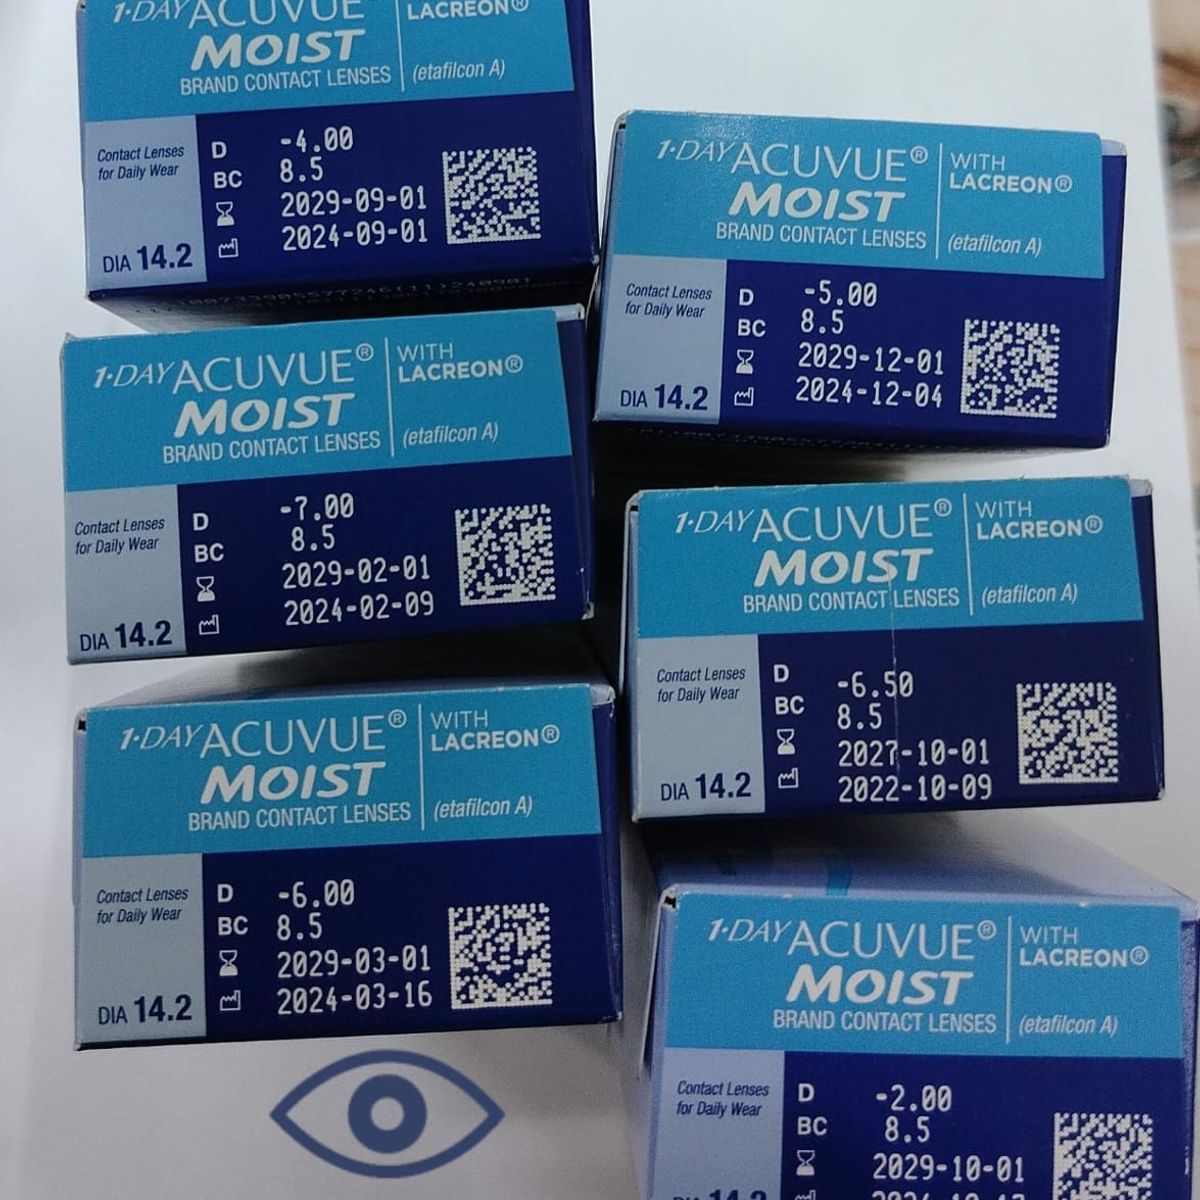 1·DAY ACUVUE®
LACREON®
MOIST
BRAND CONTACT LENSES (etafilcon A)
Contact Lenses
for Daily Wear
DIA 14.2
D -4.00
BC 8.5
2029-09-01
2024-09-01
1·DAY ACUVUE® WITH
LACREON®
MOIST
BRAND CONTACT LENSES (etafilcon A)
Contact Lenses
for Daily Wear
DIA 14.2
D -5.00
BC 8.5
2029-12-01
2024-12-04
1·DAY ACUVUE® WITH
LACREON®
MOIST
BRAND CONTACT LENSES (etafilcon A)
Contact Lenses
for Daily Wear
DIA 14.2
D -7.00
BC 8.5
2029-02-01
2024-02-09
1·DAY ACUVUE® WITH
LACREON®
MOIST
BRAND CONTACT LENSES (etafilcon A)
Contact Lenses
for Daily Wear
DIA 14.2
D -6.50
BC 8.5
2027-10-01
2022-10-09
1·DAY ACUVUE® WITH
LACREON®
MOIST
BRAND CONTACT LENSES (etafilcon A)
Contact Lenses
for Daily Wear
DIA 14.2
D -6.00
BC 8.5
2029-03-01
2024-03-16
1·DAY ACUVUE® WITH
LACREON®
MOIST
BRAND CONTACT LENSES (etafilcon A)
Contact Lenses
for Daily Wear
D -2.00
BC 8.5
2029-10-01